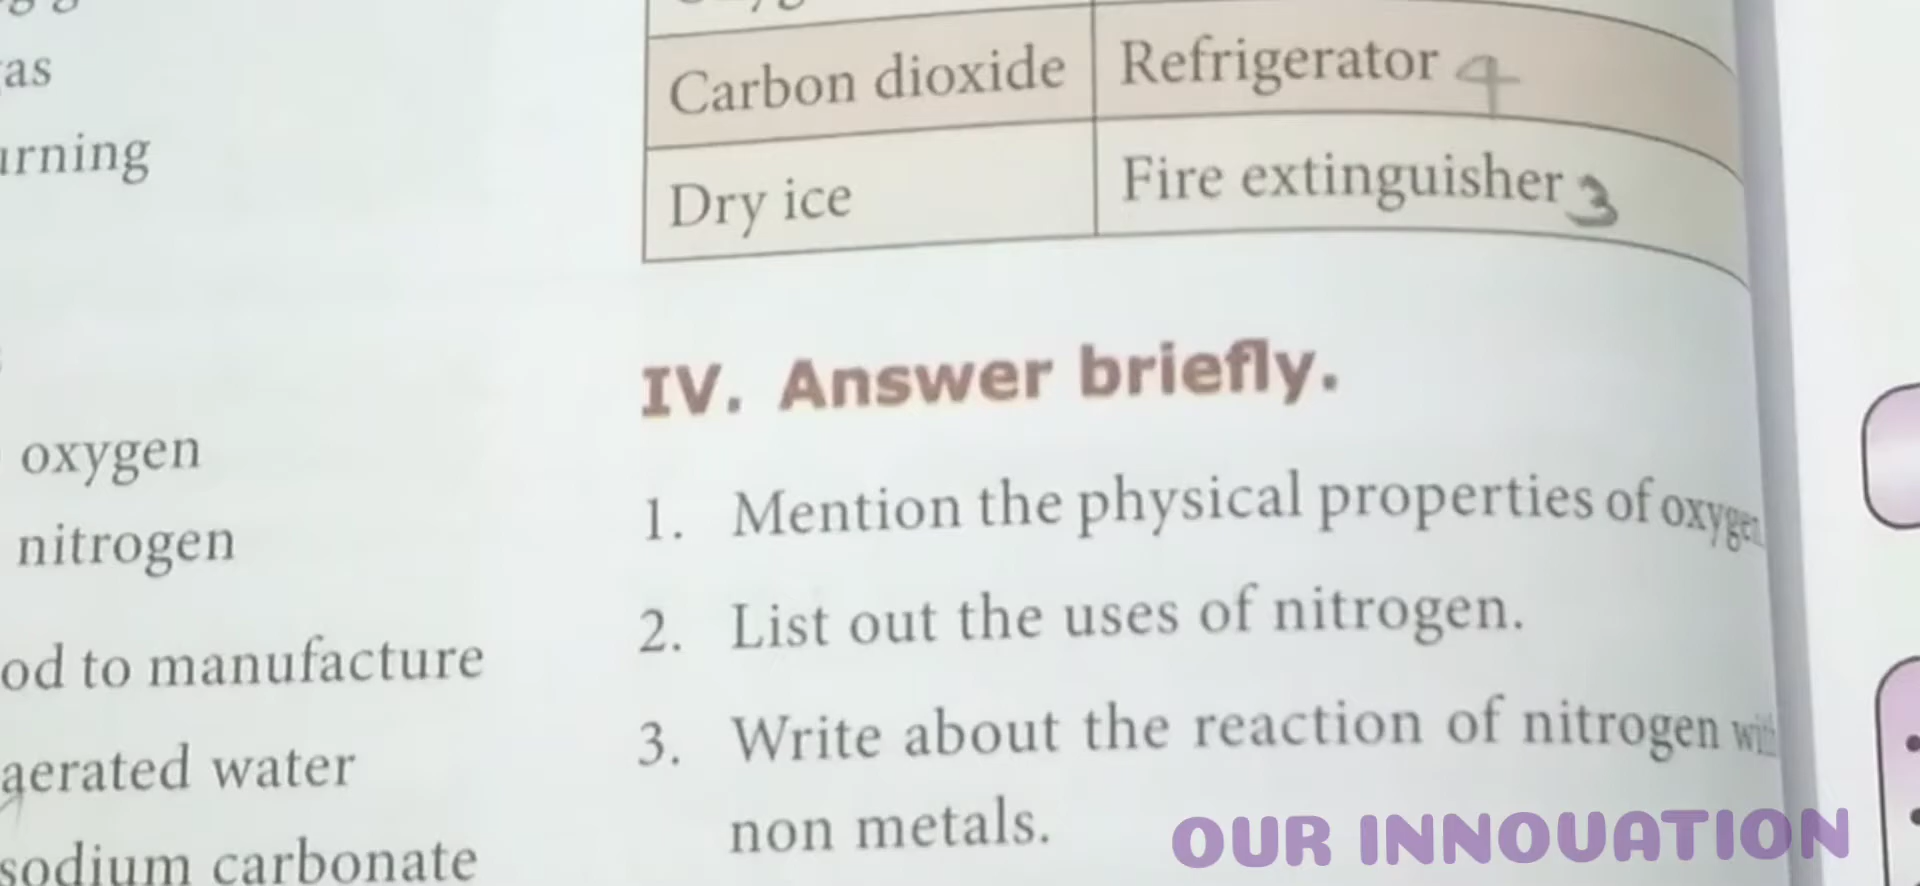 as
urning
oxygen
nitrogen
od to manufacture
aerated water
sodium carbonate
Carbon dioxide Refrigerator 4
Dry ice Fire extinguisher 3
IV. Answer briefly.
1. Mention the physical properties of oxygen.
2. List out the uses of nitrogen.
3. Write about the reaction of nitrogen with
non metals.
OUR INNOUATION